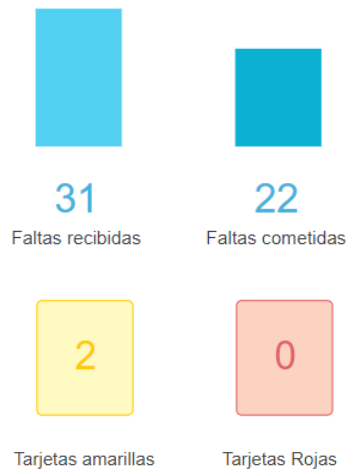 31
22
Faltas recibidas
Faltas cometidas
2
0
Tarjetas amarillas
Tarjetas Rojas